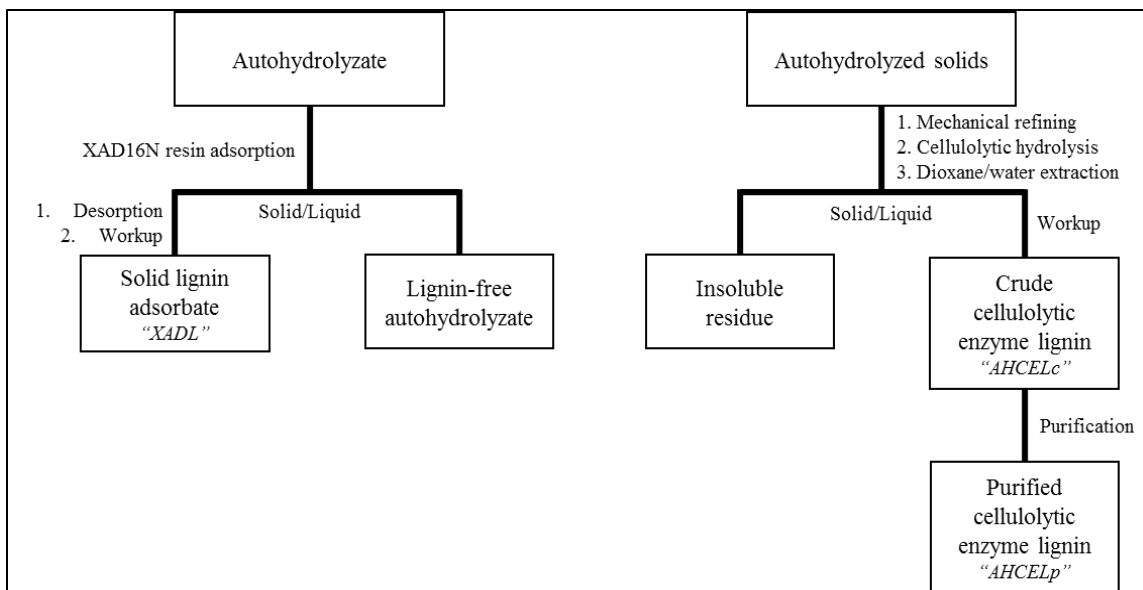 Autohydrolyzate
XAD16N resin adsorption
Solid/Liquid
1. Desorption
2. Workup
Solid lignin
adsorbate
“XADL”
Lignin-free
autohydrolyzate
Autohydrolyzed solids
1. Mechanical refining
2. Cellulolytic hydrolysis
3. Dioxane/water extraction
Solid/Liquid
Workup
Insoluble
residue
Crude
cellulolytic
enzyme lignin
“AHCELc”
Purification
Purified
cellulolytic
enzyme lignin
“AHCELp”